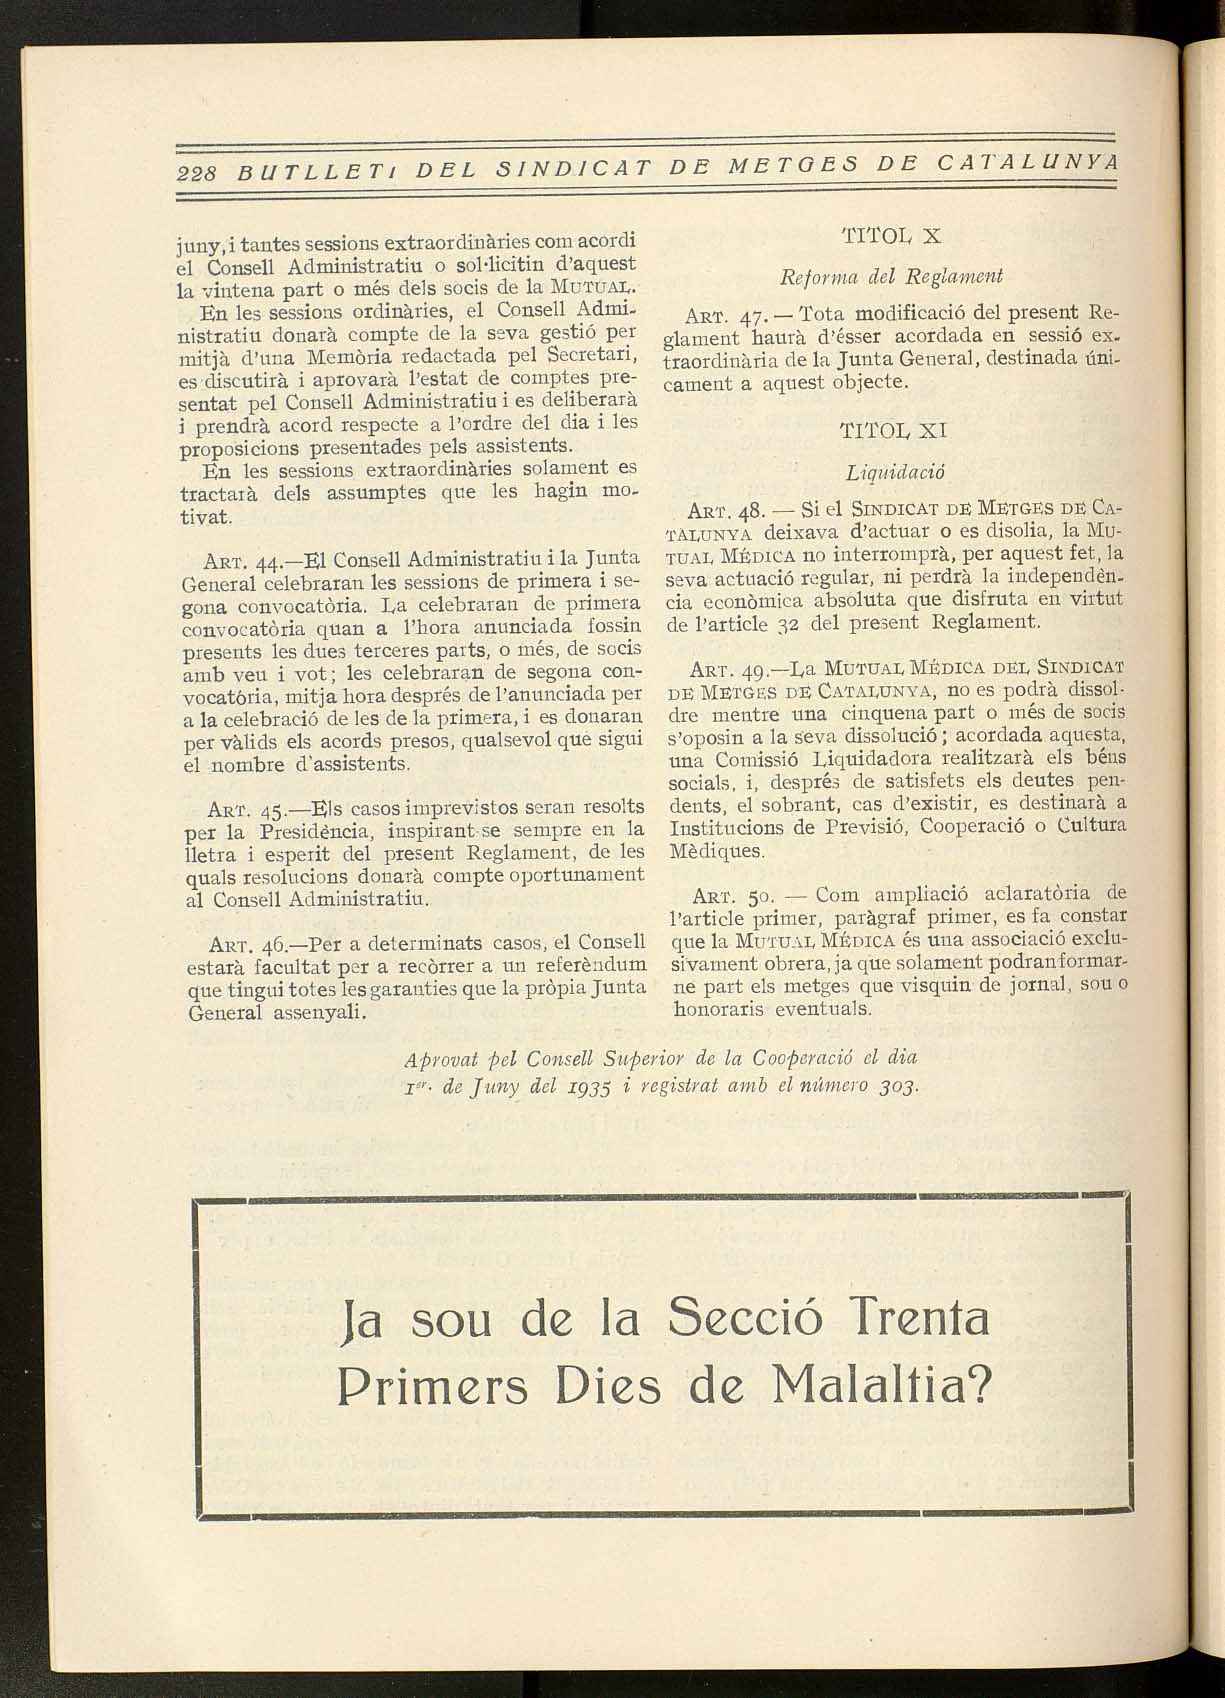 228 BUTLLETÍ DEL SINDICAT DE METGES DE CATALUNYA
juny, i tantes sessions extraordinàries com acordi
el Consell Administratiu o sol·licitin d'aquest
la vintena part o més dels socis de la MUTUAL.
En les sessions ordinàries, el Consell Admi-
nistratiu donarà compte de la seva gestió per
mitjà d'una Memòria redactada pel Secretari,
es discutirà i aprovarà l'estat de comptes pre-
sentat pel Consell Administratiu i es deliberarà
i prendrà acord respecte a l'ordre del dia i les
proposicions presentades pels assistents.
En les sessions extraordinàries solament es
tractarà dels assumptes que les hagin mo-
tivat.
ART. 44.—El Consell Administratiu i la Junta
General celebraran les sessions de primera i se-
gona convocatòria. La celebraran de primera
convocatòria quan a l'hora anunciada fossin
presents les dues terceres parts, o més, de socis
amb veu i vot; les celebraran de segona con-
vocatòria, mitja hora després de l'anunciada per
a la celebració de les de la primera, i es donaran
per vàlids els acords presos, qualsevol que sigui
el nombre d'assistents.
ART. 45.—Els casos imprevistos seran resolts
per la Presidència, inspirant-se sempre en la
lletra i esperit del present Reglament, de les
quals resolucions donarà compte oportunament
al Consell Administratiu.
ART. 46.—Per a determinats casos, el Consell
estarà facultat per a recòrrer a un referèndum
que tingui totes les garanties que la pròpia Junta
General assenyali.
TITOL X
Reforma del Reglament
ART. 47. — Tota modificació del present Re-
glament haurà d'ésser acordada en sessió ex-
traordinària de la Junta General, destinada úni-
cament a aquest objecte.
TITOL XI
Liquidació
ART. 48. — Si el SINDICAT DE METGES DE CA-
TALUNYA deixava d'actuar o es disolia, la MU-
TUAL MÉDICA no interromprà, per aquest fet, la
seva actuació regular, ni perdrà la independèn-
cia econòmica absoluta que disfruta en virtut
de l'article 32 del present Reglament.
ART. 49.—La MUTUAL MÉDICA DEL SINDICAT
DE METGES DE CATALUNYA, no es podrà dissol-
dre mentre una cinquena part o més de socis
s'oposin a la seva dissolució; acordada aquesta,
una Comissió Liquidadora realitzarà els béns
socials, i, després de satisfets els deutes pen-
dents, el sobrant, cas d'existir, es destinarà a
Institucions de Previsió, Cooperació o Cultura
Mèdiques.
ART. 50. — Com ampliació aclaratòria de
l'article primer, paràgraf primer, es fa constar
que la MUTUAL MÉDICA és una associació exclu-
sivament obrera, ja que solament podran formar-
ne part els metges que visquin de jornal, sou o
honoraris eventuals.
Aprovat pel Consell Superior de la Cooperació el dia
1er. de Juny del 1935 i registrat amb el número 303.
Ja sou de la Secció Trenta
Primers Dies de Malaltia?